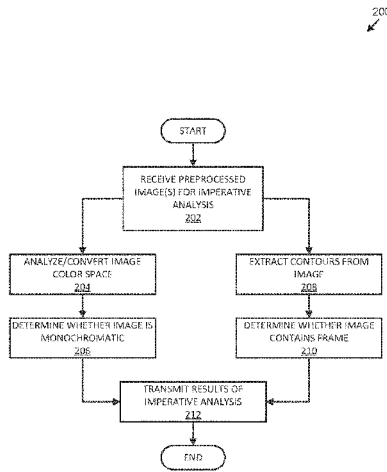 200
START
RECEIVE PREPROCESSED
IMAGE(S) FOR IMPERATIVE
ANALYSIS
202
ANALYZE/CONVERT IMAGE
COLOR SPACE
204
EXTRACT CONTOURS FROM
IMAGE
208
DETERMINE WHETHER IMAGE IS
MONOCHROMATIC
206
DETERMINE WHETHER IMAGE
CONTAINS FRAME
210
TRANSMIT RESULTS OF
IMPERATIVE ANALYSIS
212
END